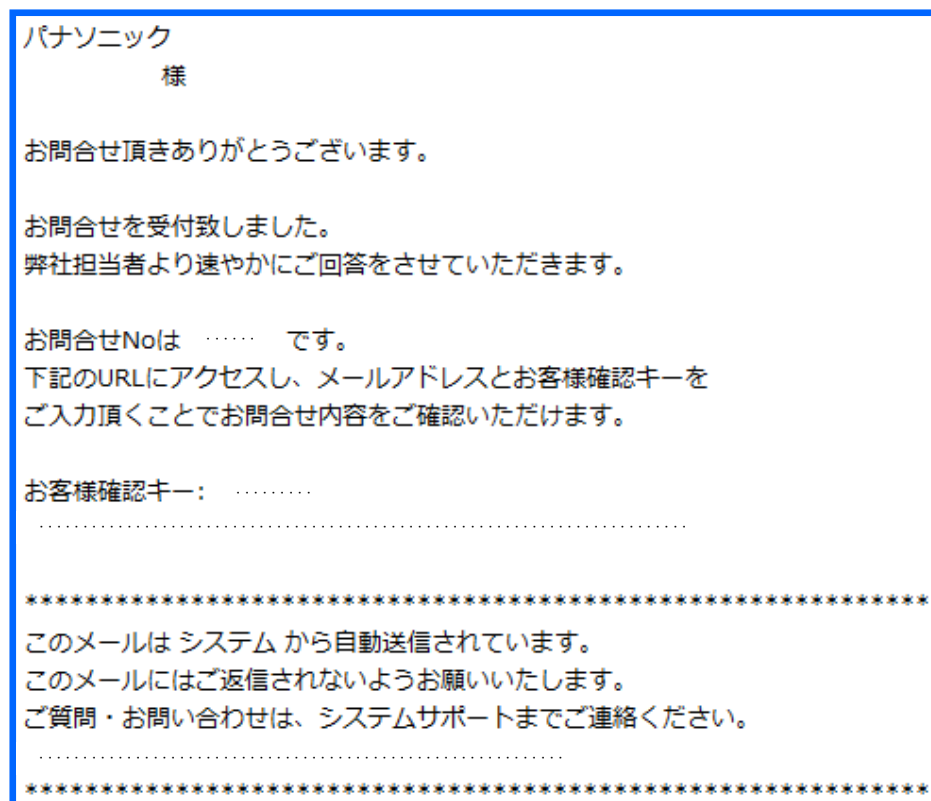 パナソニック
様
お問合せ頂きありがとうございます。
お問合せを受付致しました。
弊社担当者より速やかにご回答をさせていただきます。
お問合せNoは ...... です。
下記のURLにアクセスし、メールアドレスとお客様確認キーを
ご入力頂くことでお問合せ内容をご確認いただけます。
お客様確認キー: .........
......................................................................
*************************************************************
このメールは システム から自動送信されています。
このメールにはご返信されないようお願いいたします。
ご質問・お問い合わせは、システムサポートまでご連絡ください。
.........................................................
*************************************************************